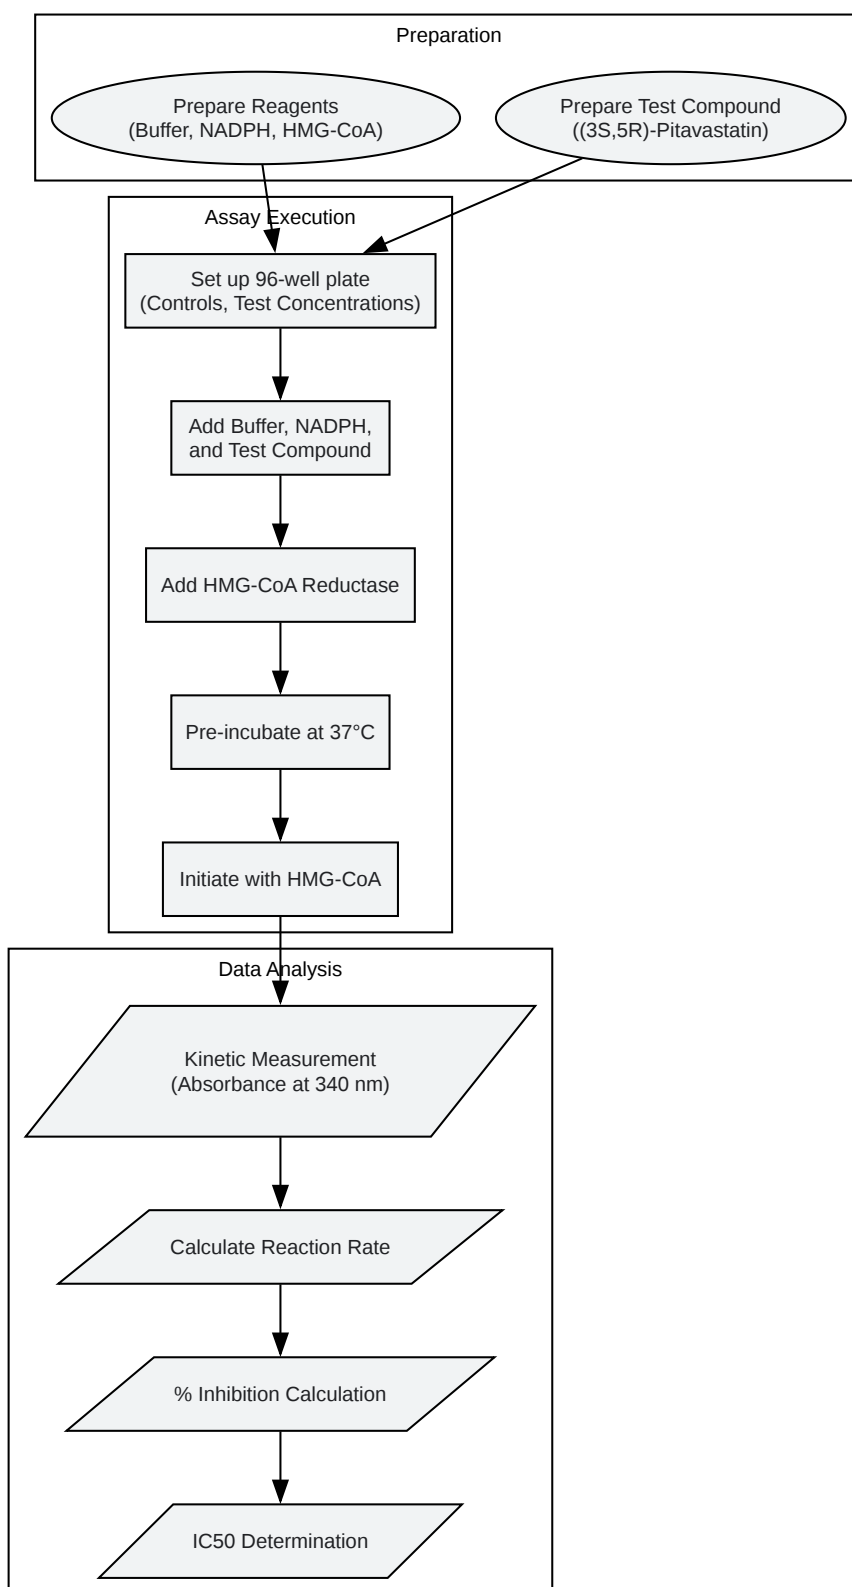 Preparation
Prepare Reagents
(Buffer, NADPH, HMG-CoA)
Prepare Test Compound
((3S,5R)-Pitavastatin)
Assay Execution
Set up 96-well plate
(Controls, Test Concentrations)
Add Buffer, NADPH,
and Test Compound
Add HMG-CoA Reductase
Pre-incubate at 37°C
Initiate with HMG-CoA
Data Analysis
Kinetic Measurement
(Absorbance at 340 nm)
Calculate Reaction Rate
% Inhibition Calculation
IC50 Determination